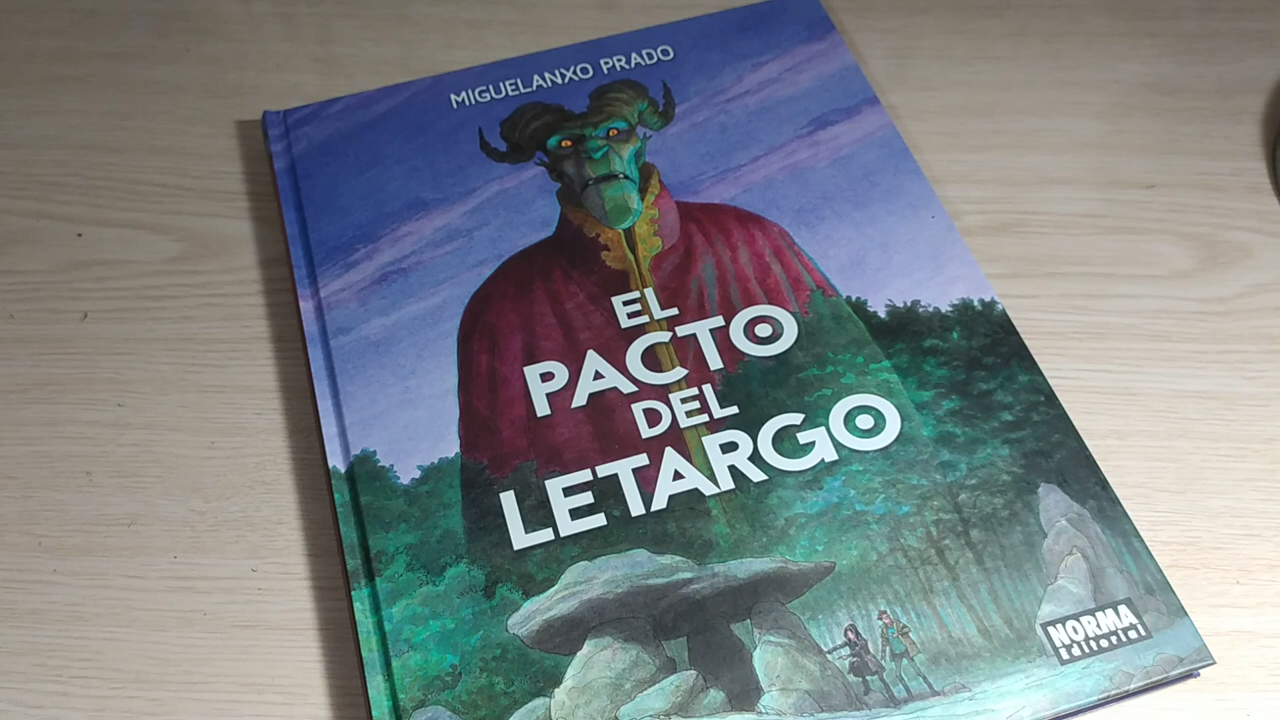 MIGUELANXO PRADO
EL
PACTO
DEL
LETARGO
NORMA
Editorial